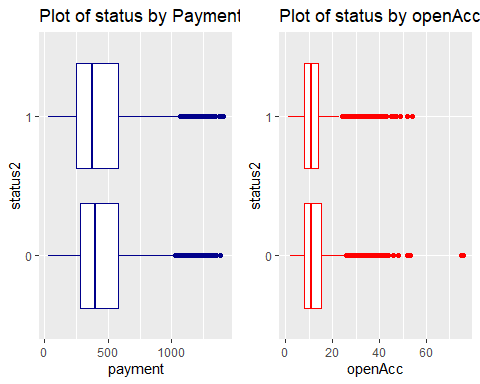 Plot of status by Payment
status2
1
0
0
500
1000
payment
Plot of status by openAcc
status2
1
0
0
20
40
60
openAcc